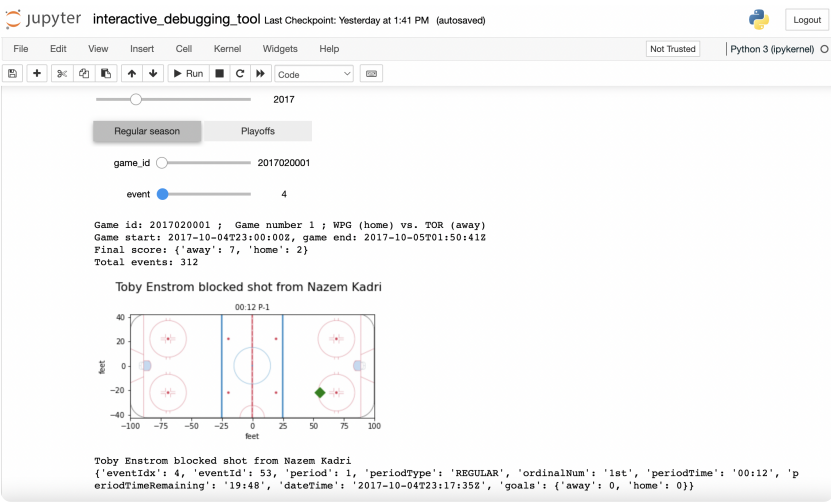 jupyter interactive_debugging_tool Last Checkpoint: Yesterday at 1:41 PM (autosaved) Logout
File Edit View Insert Cell Kernel Widgets Help Not Trusted Python 3 (ipykernel)
Run Code
2017
Regular season Playoffs
game_id 2017020001
event 4
Game id: 2017020001 ; Game number 1 ; WPG (home) vs. TOR (away)
Game start: 2017-10-04T23:00:00Z, game end: 2017-10-05T01:50:41Z
Final score: {'away': 7, 'home': 2}
Total events: 312
Toby Enstrom blocked shot from Nazem Kadri
00:12 P-1
40
20
0
−20
−40
feet
−100 −75 −50 −25 0 25 50 75 100
feet
Toby Enstrom blocked shot from Nazem Kadri
{'eventIdx': 4, 'eventId': 53, 'period': 1, 'periodType': 'REGULAR', 'ordinalNum': '1st', 'periodTime': '00:12', 'p
eriodTimeRemaining': '19:48', 'dateTime': '2017-10-04T23:17:35Z', 'goals': {'away': 0, 'home': 0}}